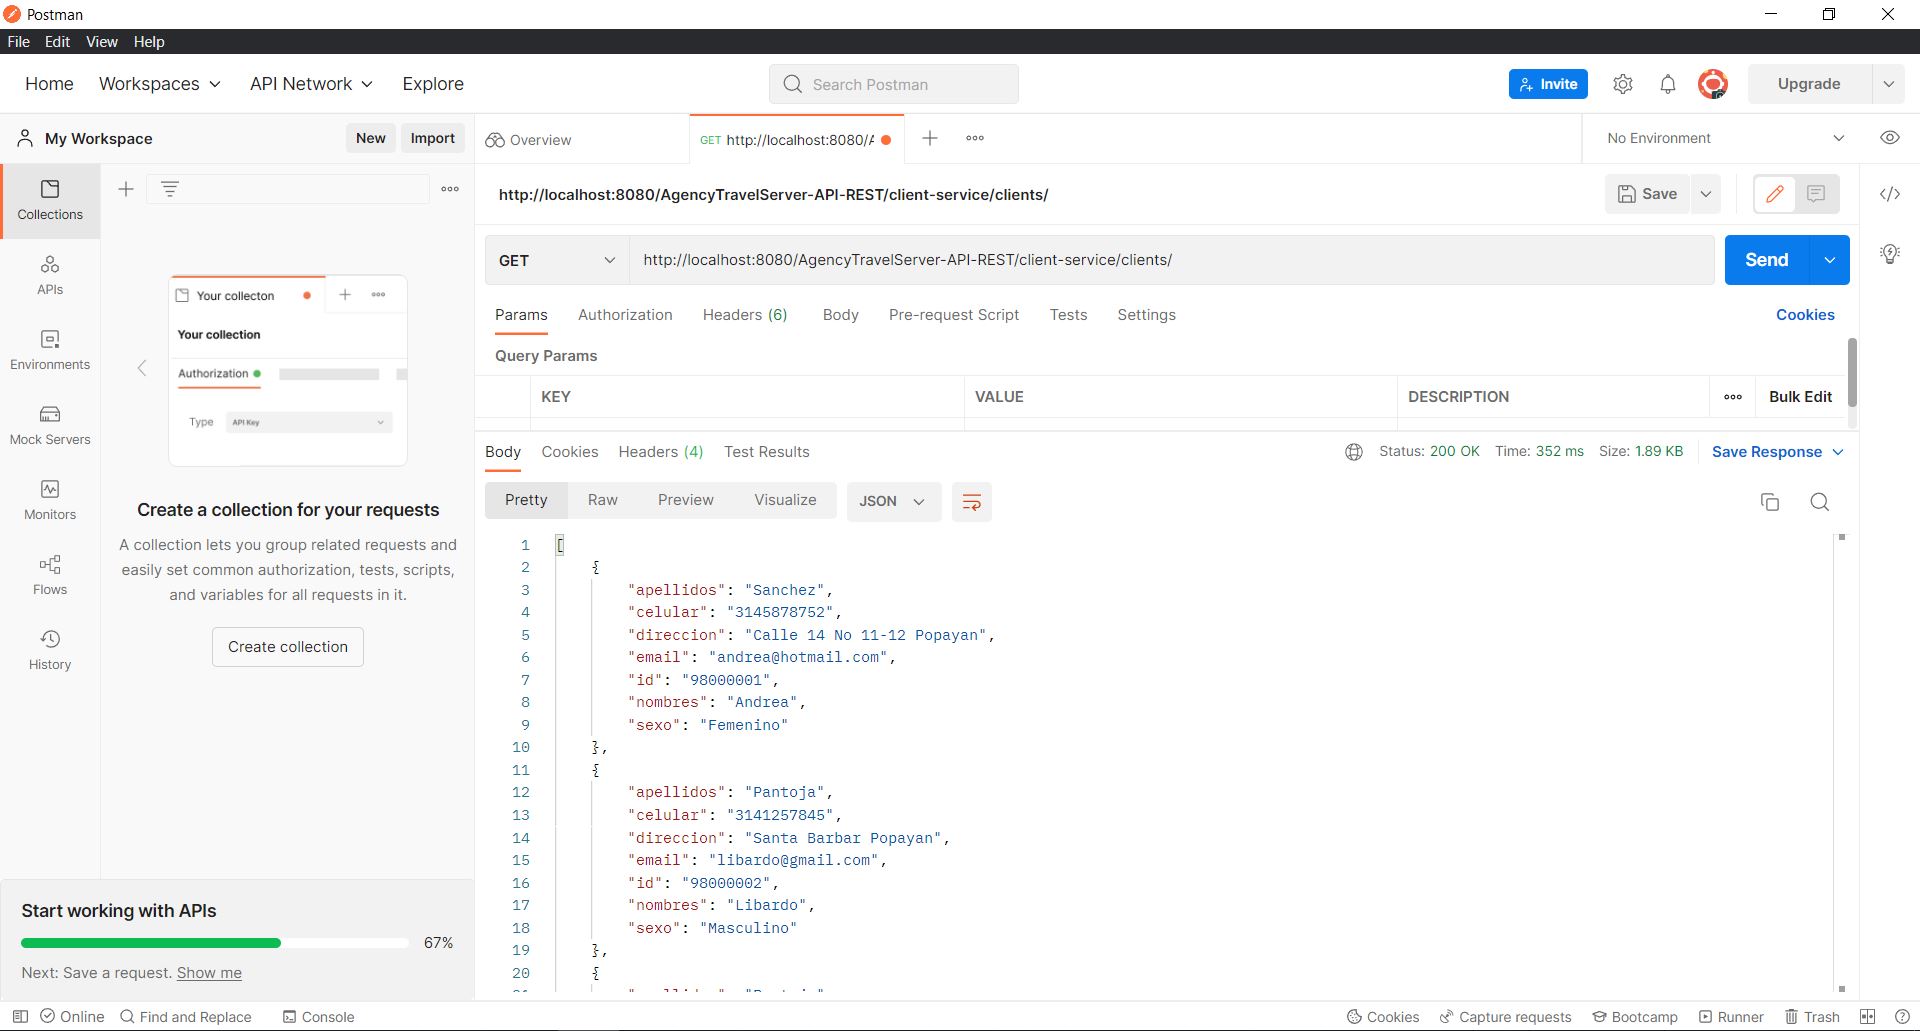 Postman
File Edit View Help
Home Workspaces API Network Explore Search Postman Invite Upgrade
My Workspace New Import Overview GET http://localhost:8080/A No Environment
Collections
http://localhost:8080/AgencyTravelServer-API-REST/client-service/clients/ Save
APIs
Environments
Mock Servers
Monitors
Flows
History
Your collecton
Your collection
Authorization
Type API Key
Create a collection for your requests
A collection lets you group related requests and
easily set common authorization, tests, scripts,
and variables for all requests in it.
Create collection
Start working with APIs
67%
Next: Save a request. Show me
GET http://localhost:8080/AgencyTravelServer-API-REST/client-service/clients/ Send
Params Authorization Headers (6) Body Pre-request Script Tests Settings Cookies
Query Params
KEY VALUE DESCRIPTION Bulk Edit
Body Cookies Headers (4) Test Results Status: 200 OK Time: 352 ms Size: 1.89 KB Save Response
Pretty Raw Preview Visualize JSON
1 [
2 {
3 "apellidos": "Sanchez",
4 "celular": "3145878752",
5 "direccion": "Calle 14 No 11-12 Popayan",
6 "email": "andrea@hotmail.com",
7 "id": "98000001",
8 "nombres": "Andrea",
9 "sexo": "Femenino"
10 },
11 {
12 "apellidos": "Pantoja",
13 "celular": "3141257845",
14 "direccion": "Santa Barbar Popayan",
15 "email": "libardo@gmail.com",
16 "id": "98000002",
17 "nombres": "Libardo",
18 "sexo": "Masculino"
19 },
20 {
Online Find and Replace Console Cookies Capture requests Bootcamp Runner Trash